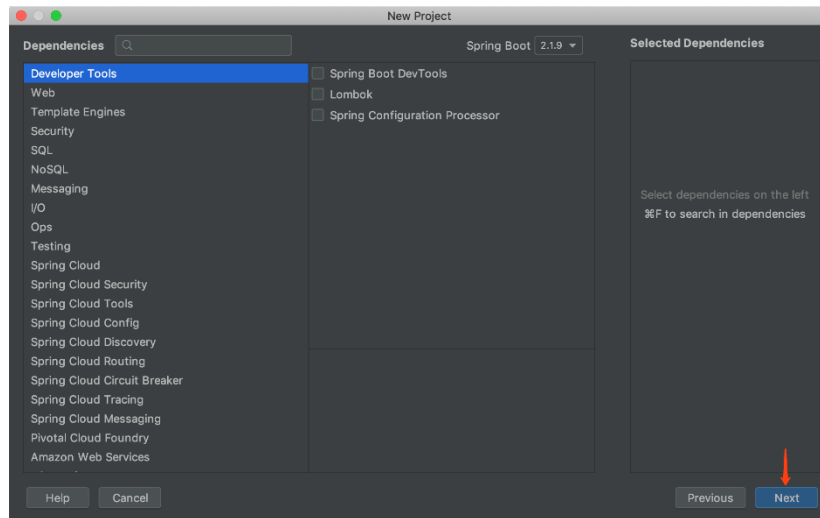 New Project
Dependencies
Spring Boot 2.1.9
Selected Dependencies
Developer Tools
Web
Template Engines
Security
SQL
NoSQL
Messaging
I/O
Ops
Testing
Spring Cloud
Spring Cloud Security
Spring Cloud Tools
Spring Cloud Config
Spring Cloud Discovery
Spring Cloud Routing
Spring Cloud Circuit Breaker
Spring Cloud Tracing
Spring Cloud Messaging
Pivotal Cloud Foundry
Amazon Web Services
Spring Boot DevTools
Lombok
Spring Configuration Processor
Select dependencies on the left
⌘F to search in dependencies
Help
Cancel
Previous
Next